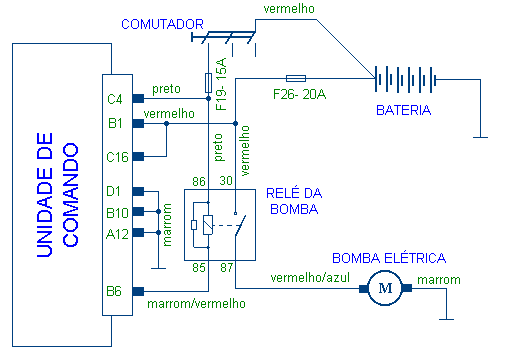 vermelho
COMUTADOR
F19- 15A
F26- 20A
BATERIA
UNIDADE DE
COMANDO
C4
preto
B1
vermelho
C16
preto
vermelho
D1
B10
A12
marrom
86
30
RELÉ DA
BOMBA
85
87
B6
marrom/vermelho
vermelho/azul
BOMBA ELÉTRICA
M
marrom